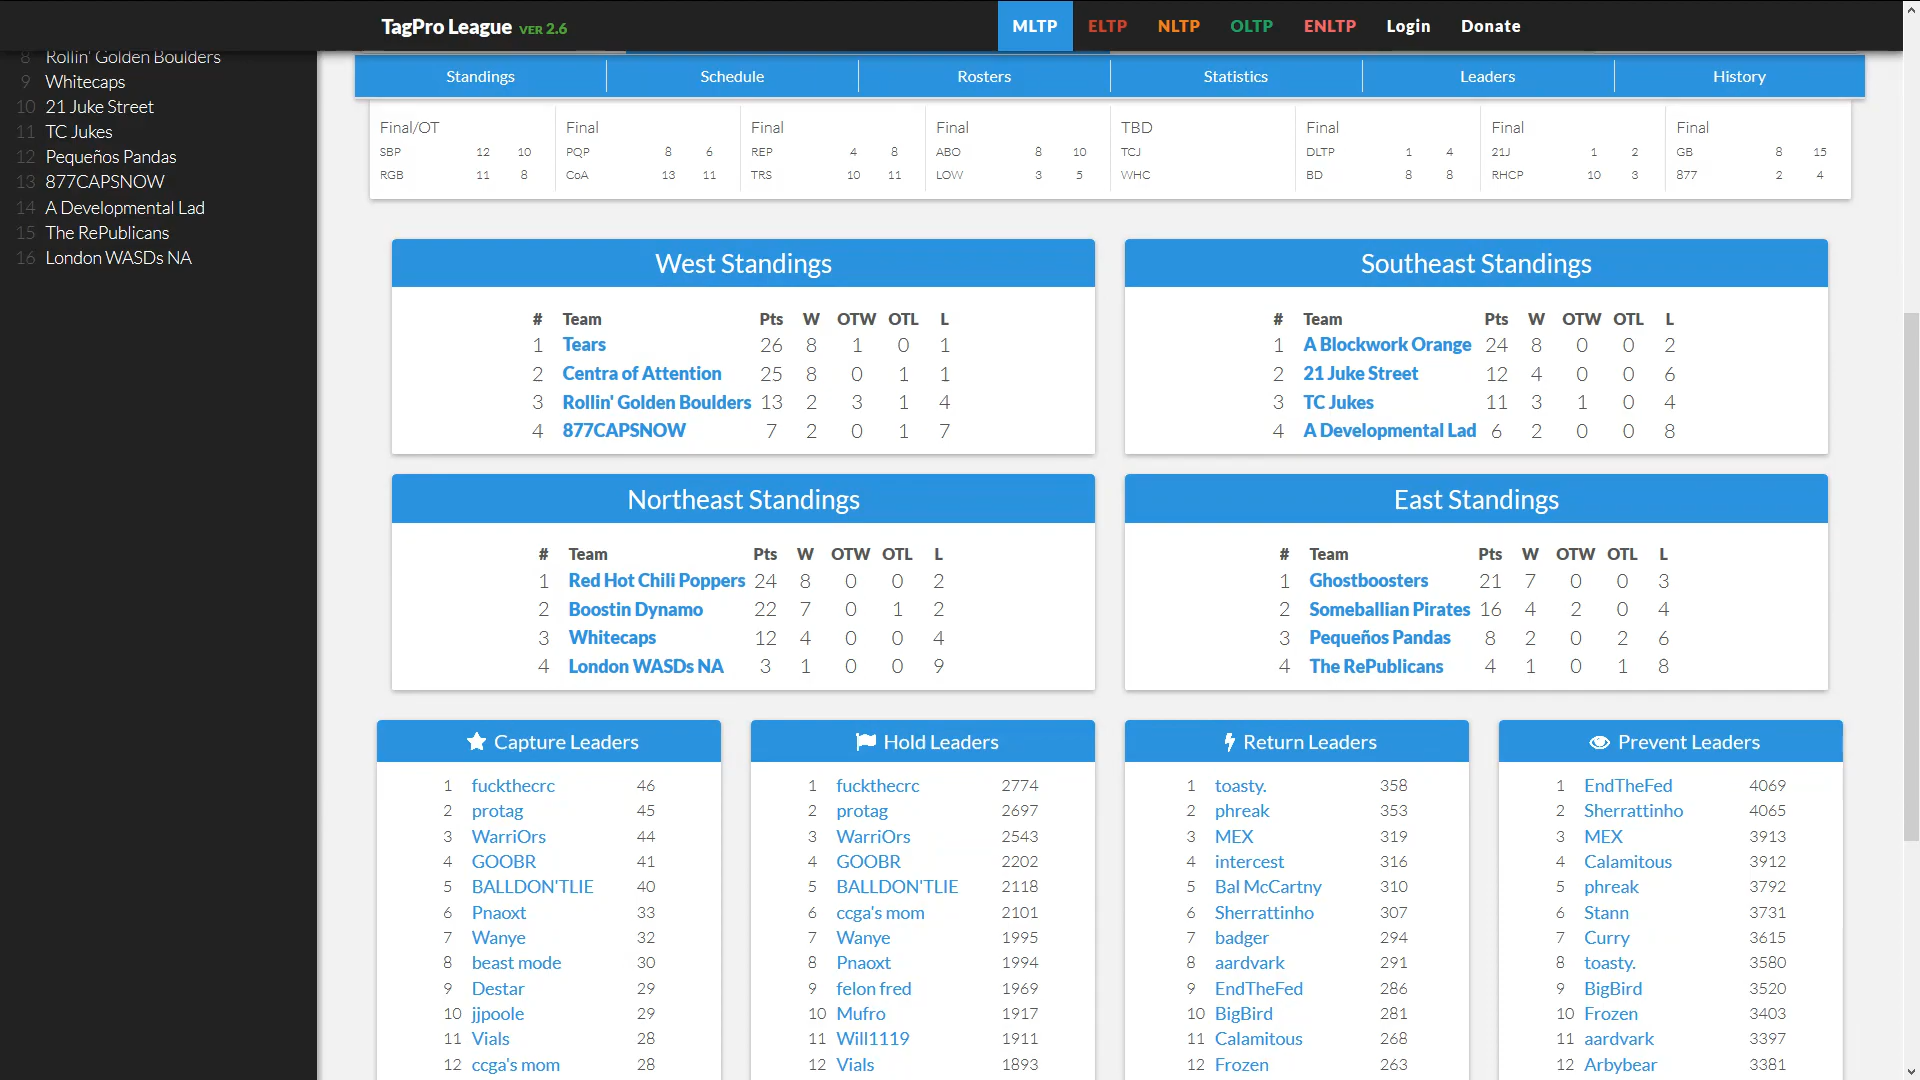 TagPro League VER 2.6
MLTP ELTP NLTP OLTP ENLTP Login Donate
8 Rollin' Golden Boulders
9 Whitecaps
10 21 Juke Street
11 TC Jukes
12 Pequeños Pandas
13 877CAPSNOW
14 A Developmental Lad
15 The RePublicans
16 London WASDs NA
Standings Schedule Rosters Statistics Leaders History
Final/OT
SBP 12 10
RGB 11 8
Final
PQP 8 6
CoA 13 11
Final
REP 4 8
TRS 10 11
Final
ABO 8 10
LOW 3 5
TBD
TCJ
WHC
Final
DLTP 1 4
BD 8 8
Final
21J 1 2
RHCP 10 3
Final
GB 8 15
877 2 4
West Standings
# Team Pts W OTW OTL L
1 Tears 26 8 1 0 1
2 Centra of Attention 25 8 0 1 1
3 Rollin' Golden Boulders 13 2 3 1 4
4 877CAPSNOW 7 2 0 1 7
Southeast Standings
# Team Pts W OTW OTL L
1 A Blockwork Orange 24 8 0 0 2
2 21 Juke Street 12 4 0 0 6
3 TC Jukes 11 3 1 0 4
4 A Developmental Lad 6 2 0 0 8
Northeast Standings
# Team Pts W OTW OTL L
1 Red Hot Chili Poppers 24 8 0 0 2
2 Boostin Dynamo 22 7 0 1 2
3 Whitecaps 12 4 0 0 4
4 London WASDs NA 3 1 0 0 9
East Standings
# Team Pts W OTW OTL L
1 Ghostboosters 21 7 0 0 3
2 Someballian Pirates 16 4 2 0 4
3 Pequeños Pandas 8 2 0 2 6
4 The RePublicans 4 1 0 1 8
Capture Leaders
1 fuckthecrc 46
2 protag 45
3 WarriOrs 44
4 GOOBR 41
5 BALLDON'TLIE 40
6 Pnaoxt 33
7 Wanye 32
8 beast mode 30
9 Destar 29
10 jjpoole 29
11 Vials 28
12 ccga's mom 28
Hold Leaders
1 fuckthecrc 2774
2 protag 2697
3 WarriOrs 2543
4 GOOBR 2202
5 BALLDON'TLIE 2118
6 ccga's mom 2101
7 Wanye 1995
8 Pnaoxt 1994
9 felon fred 1969
10 Mufro 1917
11 Will1119 1911
12 Vials 1893
Return Leaders
1 toasty. 358
2 phreak 353
3 MEX 319
4 intercest 316
5 Bal McCartny 310
6 Sherrattinho 307
7 badger 294
8 aardvark 291
9 EndTheFed 286
10 BigBird 281
11 Calamitous 268
12 Frozen 263
Prevent Leaders
1 EndTheFed 4069
2 Sherrattinho 4065
3 MEX 3913
4 Calamitous 3912
5 phreak 3792
6 Stann 3731
7 Curry 3615
8 toasty. 3580
9 BigBird 3520
10 Frozen 3403
11 aardvark 3397
12 Arbybear 3381